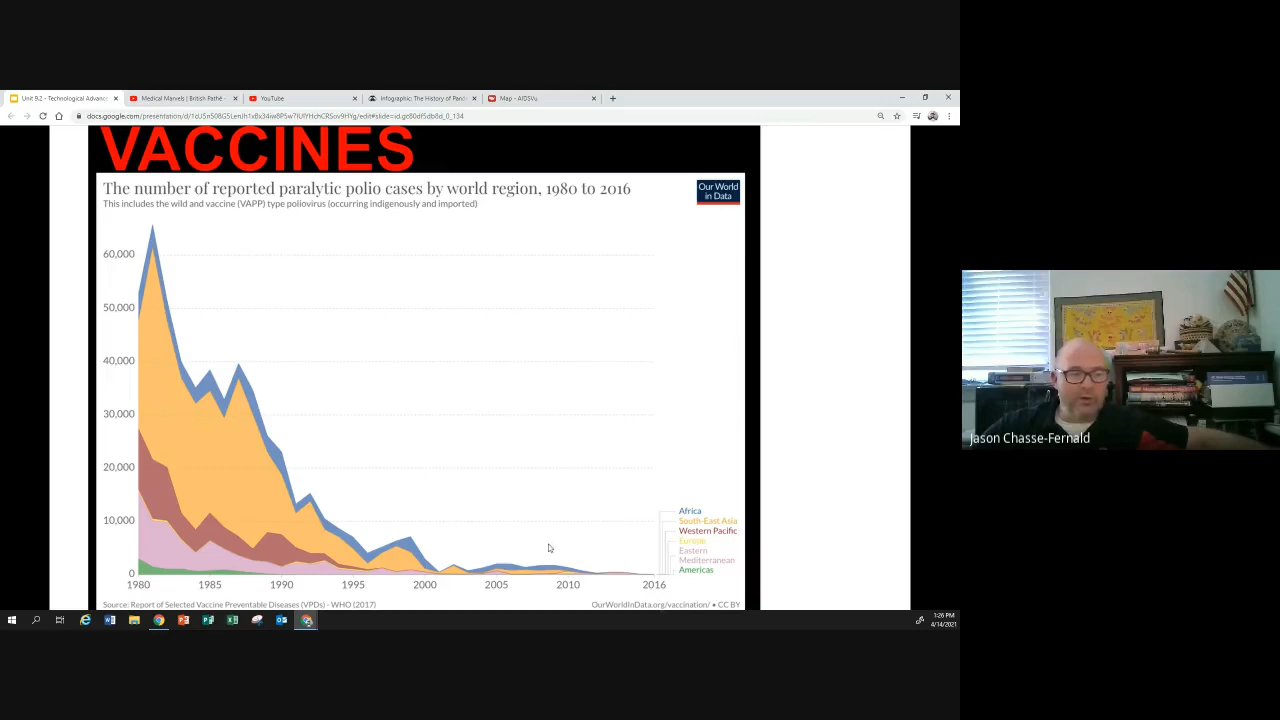 Unit 9.2 - Technological Advanc
Medical Marvels | British Pathé -
YouTube
Infographic: The History of Pand
Map - AIDSVu
VACCINES
The number of reported paralytic polio cases by world region, 1980 to 2016
This includes the wild and vaccine (VAPP) type poliovirus (occurring indigenously and imported)
Our World
in Data
60,000
50,000
40,000
30,000
20,000
10,000
0
1980
1985
1990
1995
2000
2005
2010
2016
Africa
South-East Asia
Western Pacific
Europe
Eastern
Mediterranean
Americas
Source: Report of Selected Vaccine Preventable Diseases (VPDs) - WHO (2017)
OurWorldInData.org/vaccination/ • CC BY
Jason Chasse-Fernald
1:26 PM
4/14/2021